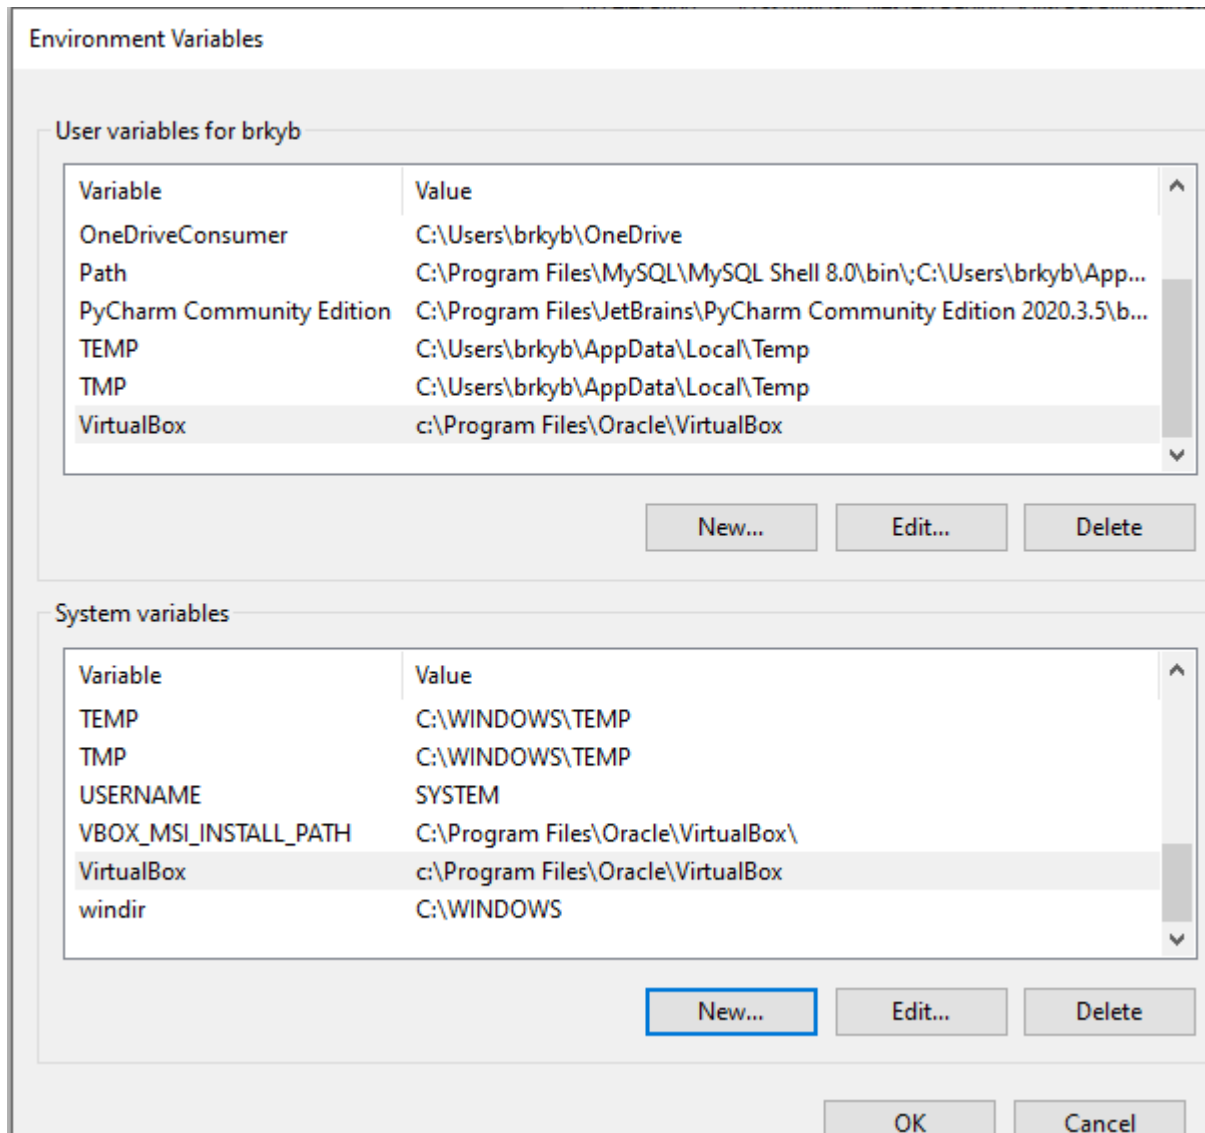 Environment Variables
User variables for brkyb
Variable Value
OneDriveConsumer C:\Users\brkyb\OneDrive
Path C:\Program Files\MySQL\MySQL Shell 8.0\bin\;C:\Users\brkyb\App...
PyCharm Community Edition C:\Program Files\JetBrains\PyCharm Community Edition 2020.3.5\b...
TEMP C:\Users\brkyb\AppData\Local\Temp
TMP C:\Users\brkyb\AppData\Local\Temp
VirtualBox c:\Program Files\Oracle\VirtualBox
New... Edit... Delete
System variables
Variable Value
TEMP C:\WINDOWS\TEMP
TMP C:\WINDOWS\TEMP
USERNAME SYSTEM
VBOX_MSI_INSTALL_PATH C:\Program Files\Oracle\VirtualBox\
VirtualBox c:\Program Files\Oracle\VirtualBox
windir C:\WINDOWS
New... Edit... Delete
OK Cancel